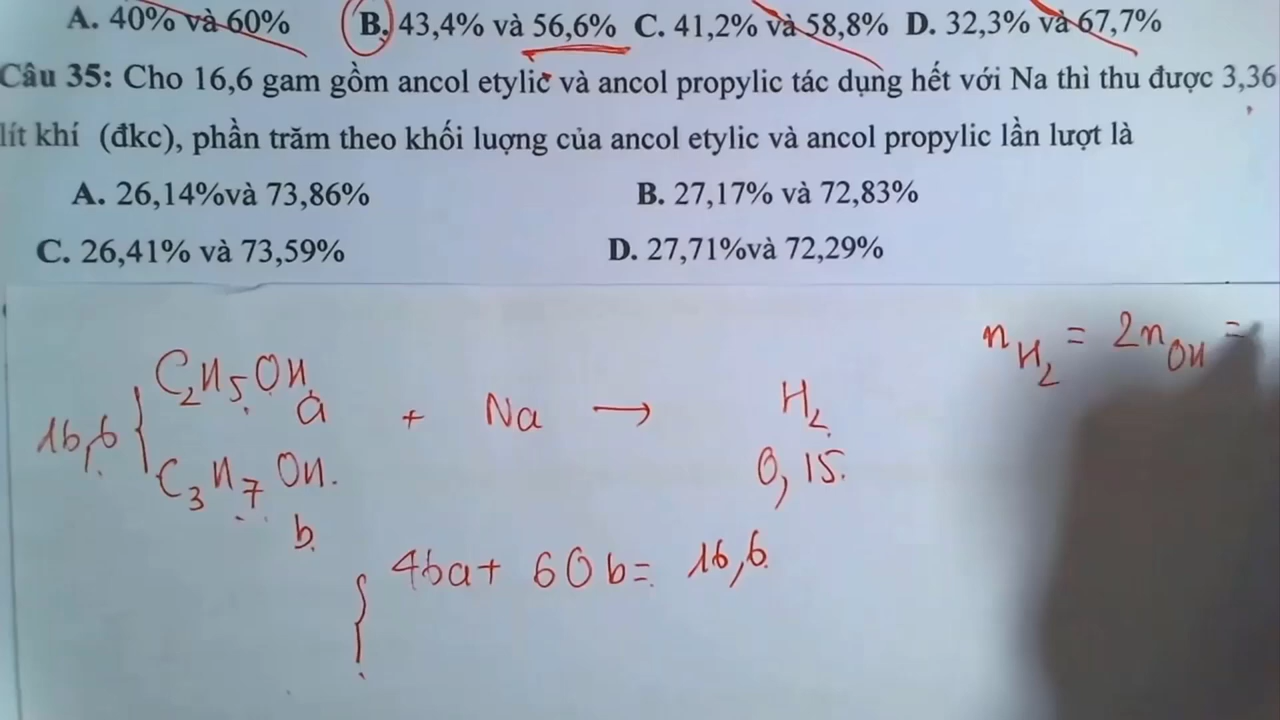 A. 40% và 60% B. 43,4% và 56,6% C. 41,2% và 58,8% D. 32,3% và 67,7%
Câu 35: Cho 16,6 gam gồm ancol etylic và ancol propylic tác dụng hết với Na thì thu được 3,36
lít khí (đkc), phần trăm theo khối luợng của ancol etylic và ancol propylic lần lượt là
A. 26,14%và 73,86% B. 27,17% và 72,83%
C. 26,41% và 73,59% D. 27,71%và 72,29%
n H2 = 2n OH =
16,6 { C2H5OH a
C3H7OH. b
+ Na → H2
0,15.
{ 46a + 60b = 16,6